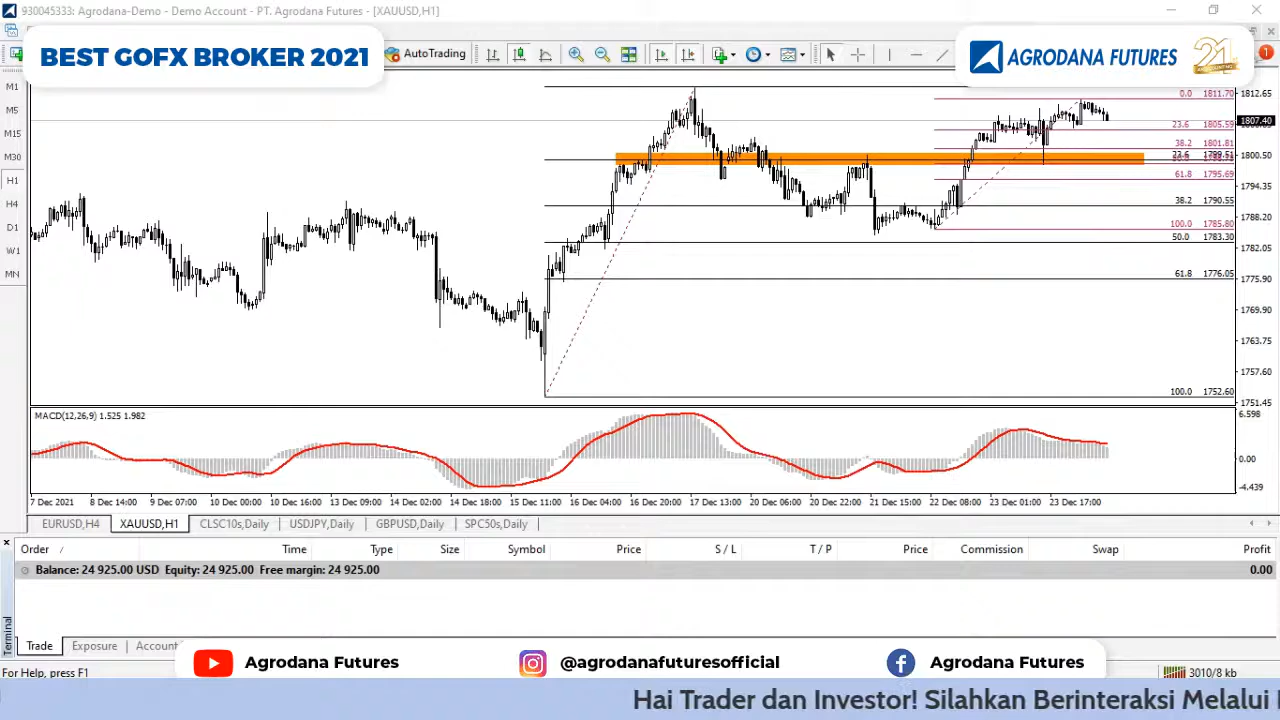 930045333: Agrodana-Demo - Demo Account - PT. Agrodana Futures - [XAUUSD,H1]
BEST GOFX BROKER 2021
AutoTrading
AGRODANA FUTURES
21
1
M1
M5
M15
M30
H1
H4
D1
W1
MN
1812.65
1807.40
1800.50
1794.35
1788.20
1782.05
1775.90
1769.90
1763.75
1757.60
1751.45
0.0 1811.70
23.6 1805.59
38.2 1801.81
23.6 1799.51
61.8 1795.69
38.2 1790.55
100.0 1785.80
50.0 1783.30
61.8 1776.05
100.0 1752.60
MACD(12,26,9) 1.525 1.982
6.598
0.00
-4.439
7 Dec 2021 8 Dec 14:00 9 Dec 07:00 10 Dec 00:00 10 Dec 16:00 13 Dec 09:00 14 Dec 02:00 14 Dec 18:00 15 Dec 11:00 16 Dec 04:00 16 Dec 20:00 17 Dec 13:00 20 Dec 06:00 20 Dec 22:00 21 Dec 15:00 22 Dec 08:00 23 Dec 01:00 23 Dec 17:00
EURUSD,H4 XAUUSD,H1 CLSC10s,Daily USDJPY,Daily GBPUSD,Daily SPC50s,Daily
Order / Time Type Size Symbol Price S / L T / P Price Commission Swap Profit
Balance: 24 925.00 USD Equity: 24 925.00 Free margin: 24 925.00 0.00
Terminal
Trade Exposure Account
Agrodana Futures @agrodanafuturesofficial Agrodana Futures
For Help, press F1 3010/8 kb
Hai Trader dan Investor! Silahkan Berinteraksi Melalui